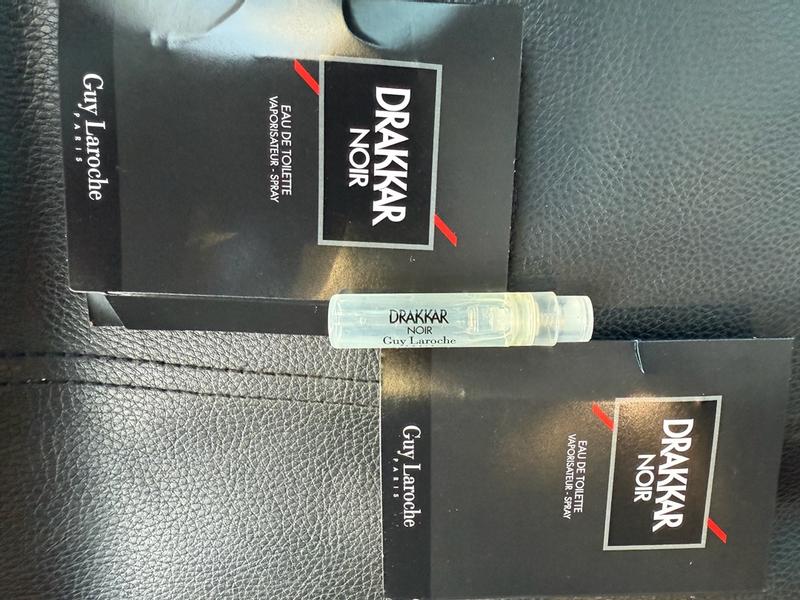 DRAKKAR
NOIR
EAU DE TOILETTE
VAPORISATEUR - SPRAY
Guy Laroche
PARIS
DRAKKAR
NOIR
Guy Laroche
DRAKKAR
NOIR
EAU DE TOILETTE
VAPORISATEUR - SPRAY
Guy Laroche
PARIS